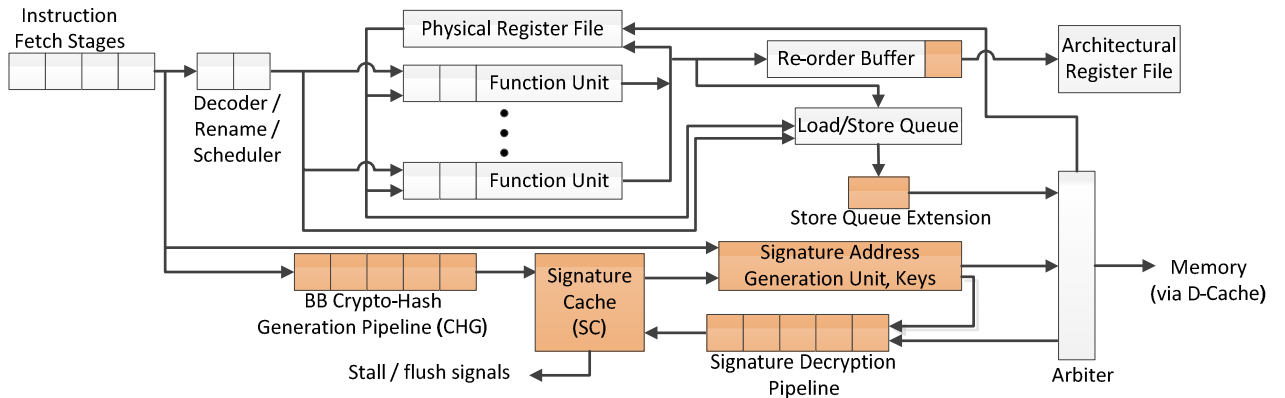 Instruction
Fetch Stages
Physical Register File
Re-order Buffer
Architectural
Register File
Decoder /
Rename /
Scheduler
Function Unit
Load/Store Queue
Function Unit
Store Queue Extension
BB Crypto-Hash
Generation Pipeline (CHG)
Signature
Cache
(SC)
Signature Address
Generation Unit, Keys
Memory
(via D-Cache)
Signature Decryption
Pipeline
Stall / flush signals
Arbiter